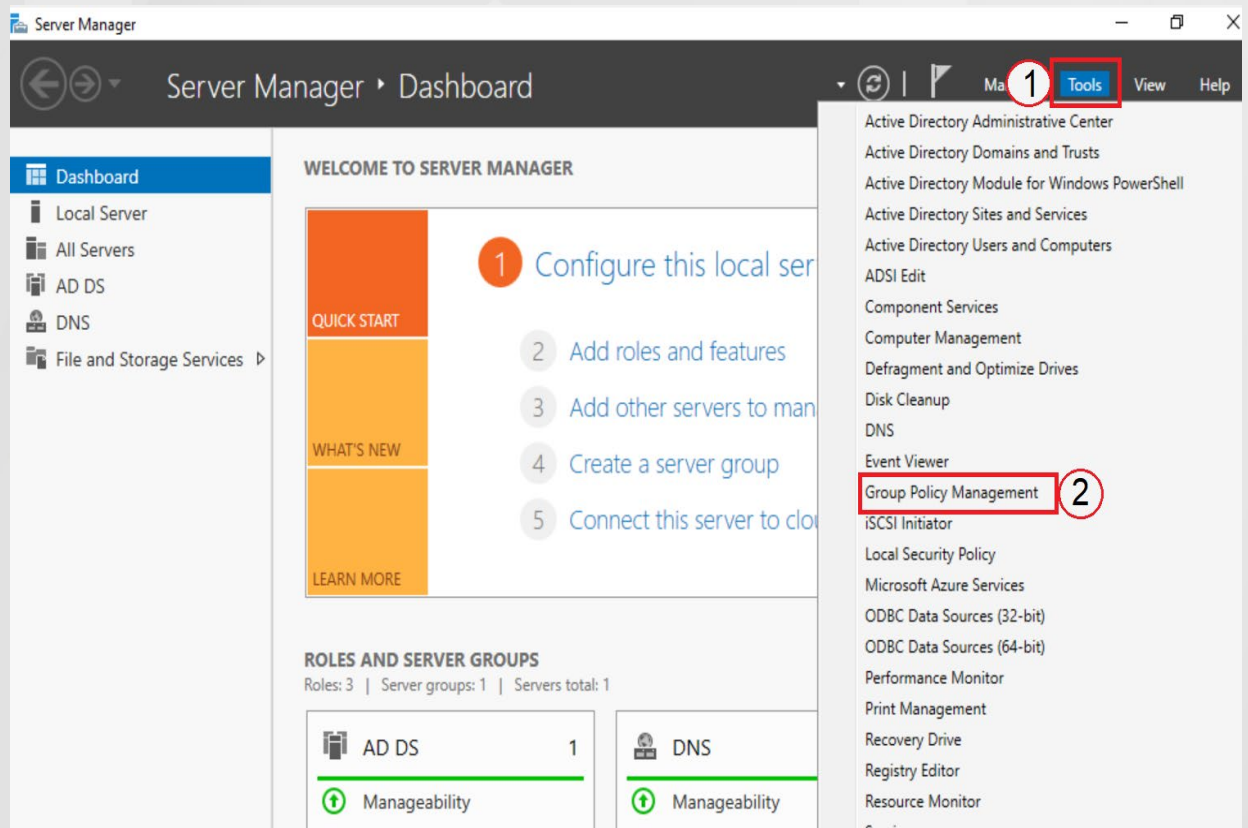 Server Manager
Server Manager ‣ Dashboard
Ma
1
Tools
View
Help
Dashboard
Local Server
All Servers
AD DS
DNS
File and Storage Services
WELCOME TO SERVER MANAGER
QUICK START
WHAT'S NEW
LEARN MORE
1 Configure this local ser
2 Add roles and features
3 Add other servers to man
4 Create a server group
5 Connect this server to clou
ROLES AND SERVER GROUPS
Roles: 3 | Server groups: 1 | Servers total: 1
AD DS 1
Manageability
DNS
Manageability
Active Directory Administrative Center
Active Directory Domains and Trusts
Active Directory Module for Windows PowerShell
Active Directory Sites and Services
Active Directory Users and Computers
ADSI Edit
Component Services
Computer Management
Defragment and Optimize Drives
Disk Cleanup
DNS
Event Viewer
Group Policy Management 2
iSCSI Initiator
Local Security Policy
Microsoft Azure Services
ODBC Data Sources (32-bit)
ODBC Data Sources (64-bit)
Performance Monitor
Print Management
Recovery Drive
Registry Editor
Resource Monitor